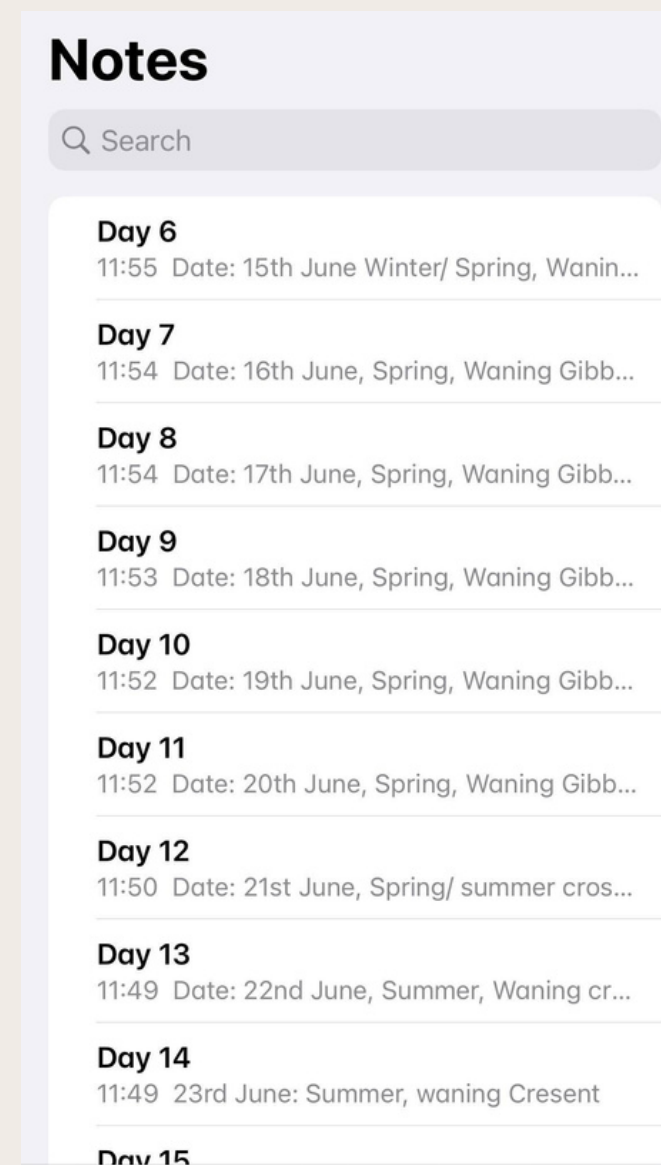 Notes
Search
Day 6
11:55 Date: 15th June Winter/ Spring, Wanin...
Day 7
11:54 Date: 16th June, Spring, Waning Gibb...
Day 8
11:54 Date: 17th June, Spring, Waning Gibb...
Day 9
11:53 Date: 18th June, Spring, Waning Gibb...
Day 10
11:52 Date: 19th June, Spring, Waning Gibb...
Day 11
11:52 Date: 20th June, Spring, Waning Gibb...
Day 12
11:50 Date: 21st June, Spring/ summer cros...
Day 13
11:49 Date: 22nd June, Summer, Waning cr...
Day 14
11:49 23rd June: Summer, waning Cresent
Day 15